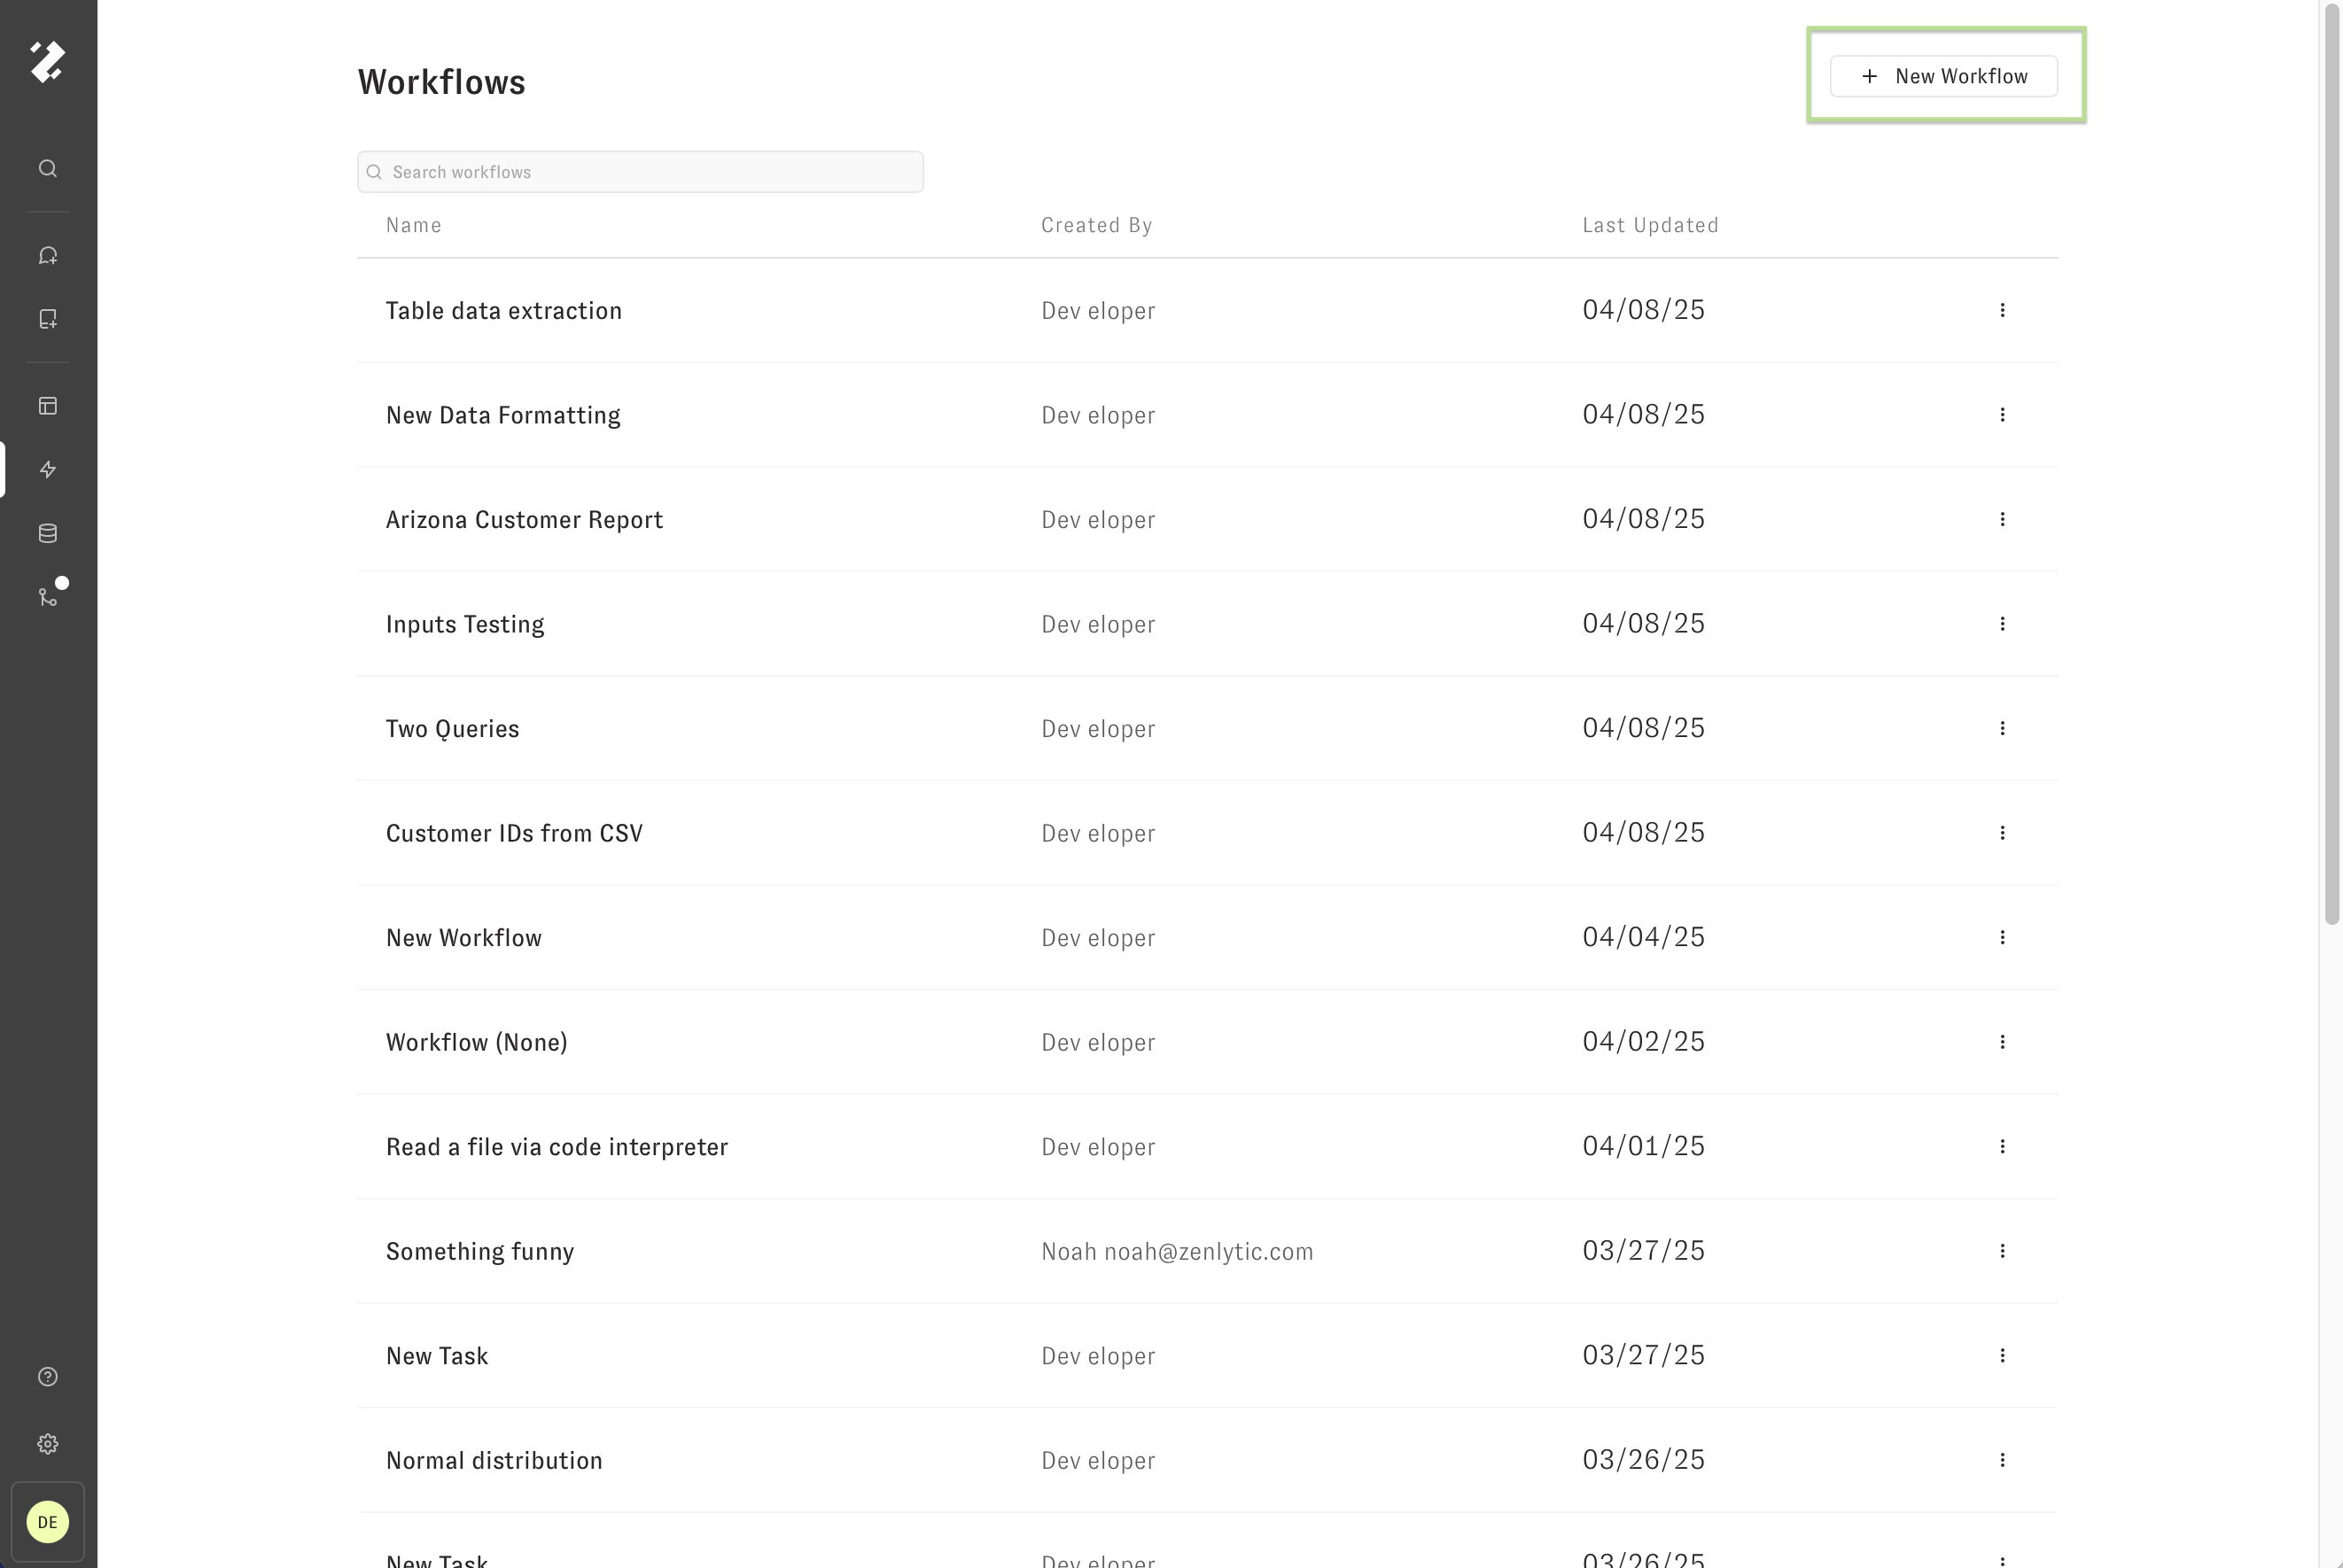 Workflows
+ New Workflow
Search workflows
Name Created By Last Updated
Table data extraction Dev eloper 04/08/25
New Data Formatting Dev eloper 04/08/25
Arizona Customer Report Dev eloper 04/08/25
Inputs Testing Dev eloper 04/08/25
Two Queries Dev eloper 04/08/25
Customer IDs from CSV Dev eloper 04/08/25
New Workflow Dev eloper 04/04/25
Workflow (None) Dev eloper 04/02/25
Read a file via code interpreter Dev eloper 04/01/25
Something funny Noah noah@zenlytic.com 03/27/25
New Task Dev eloper 03/27/25
Normal distribution Dev eloper 03/26/25
New Task Dev eloper 03/26/25
DE